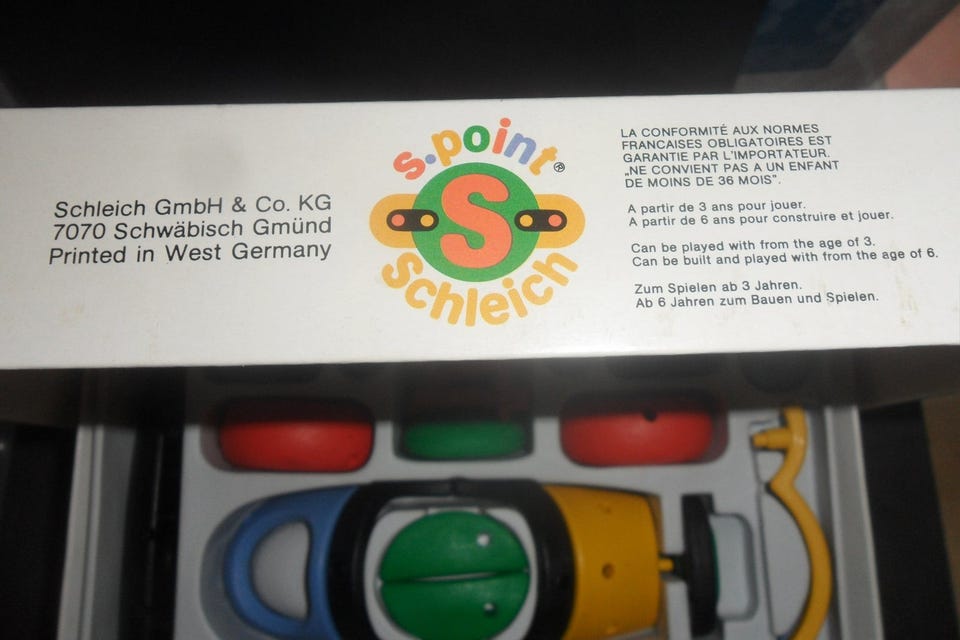 Schleich GmbH & Co. KG
7070 Schwäbisch Gmünd
Printed in West Germany
s.point®
S
Schleich
LA CONFORMITÉ AUX NORMES
FRANCAISES OBLIGATOIRES EST
GARANTIE PAR L'IMPORTATEUR.
„NE CONVIENT PAS A UN ENFANT
DE MOINS DE 36 MOIS".
A partir de 3 ans pour jouer.
A partir de 6 ans pour construire et jouer.
Can be played with from the age of 3.
Can be built and played with from the age of 6.
Zum Spielen ab 3 Jahren.
Ab 6 Jahren zum Bauen und Spielen.